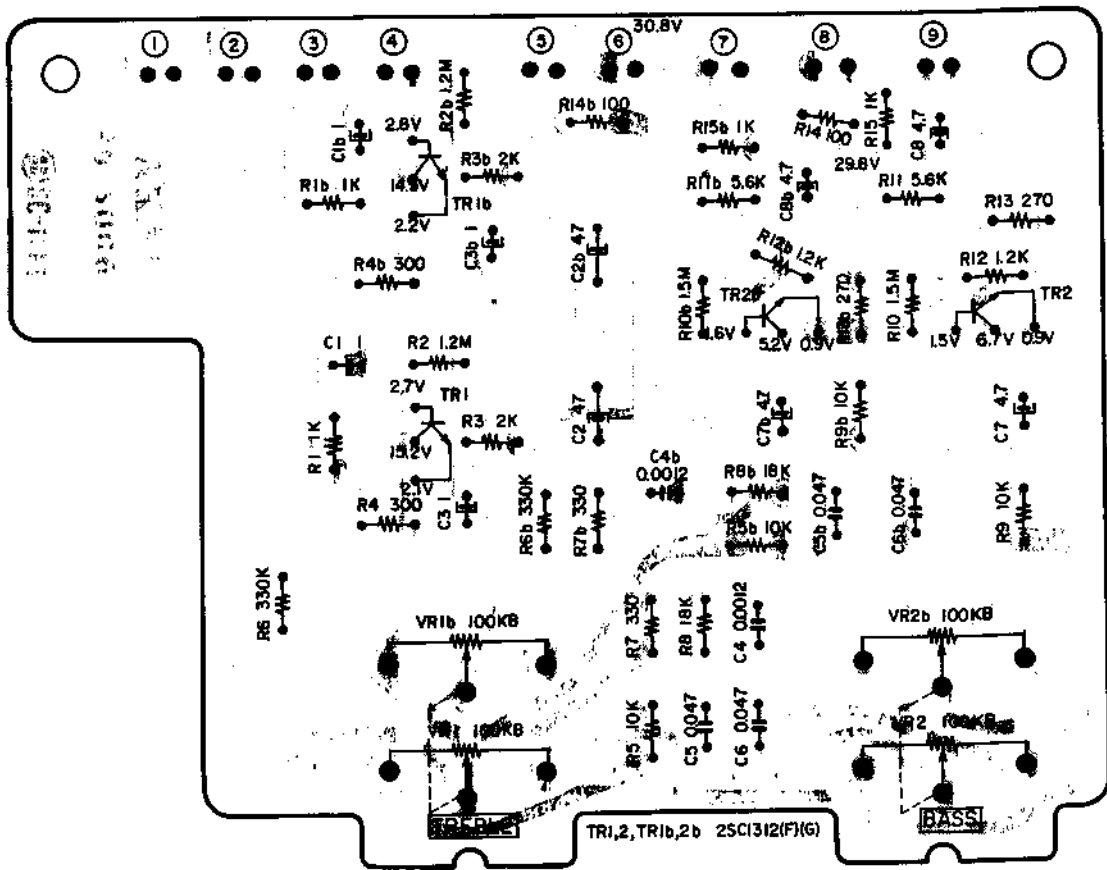 30.8V
① ② ③ ④ ⑤ ⑥ ⑦ ⑧ ⑨
R2b 1.2M
R14b 100
C1b 1
2.8V
R3b 2K
R15b 1K
R14 100
R15 1K
C8 4.7
29.8V
R1b 1K
TR1b
2.2V
R11b 5.6K
C8b 4.7
R11 5.6K
R13 270
C3b 1
C2b 47
R12b 1.2K
R12 1.2K
R4b 300
R10b 1.5M
TR2b
R10 1.5M
TR2
5.2V 0.9V
1.5V 6.7V 0.9V
C1 1
R2 1.2M
2.7V
TR1
R1 1K
R3 2K
15.2V
2.1V
C2 47
C7b 47
R9b 10K
C7 4.7
C4b
0.0012
R8b 18K
R5b 10K
R4 300
C3 1
R6b 330K
R7b 330
C5b 0.047
C6b 0.047
R9 10K
R6 330K
VR1b 100KB
R7 330
R8 18K
C4 0.0012
VR2b 100KB
VR1 100KB
R5 10K
C5 0.047
C6 0.047
VR2 100KB
TREBLE
TR1,2,TR1b,2b 2SC1312(F)(G)
BASS